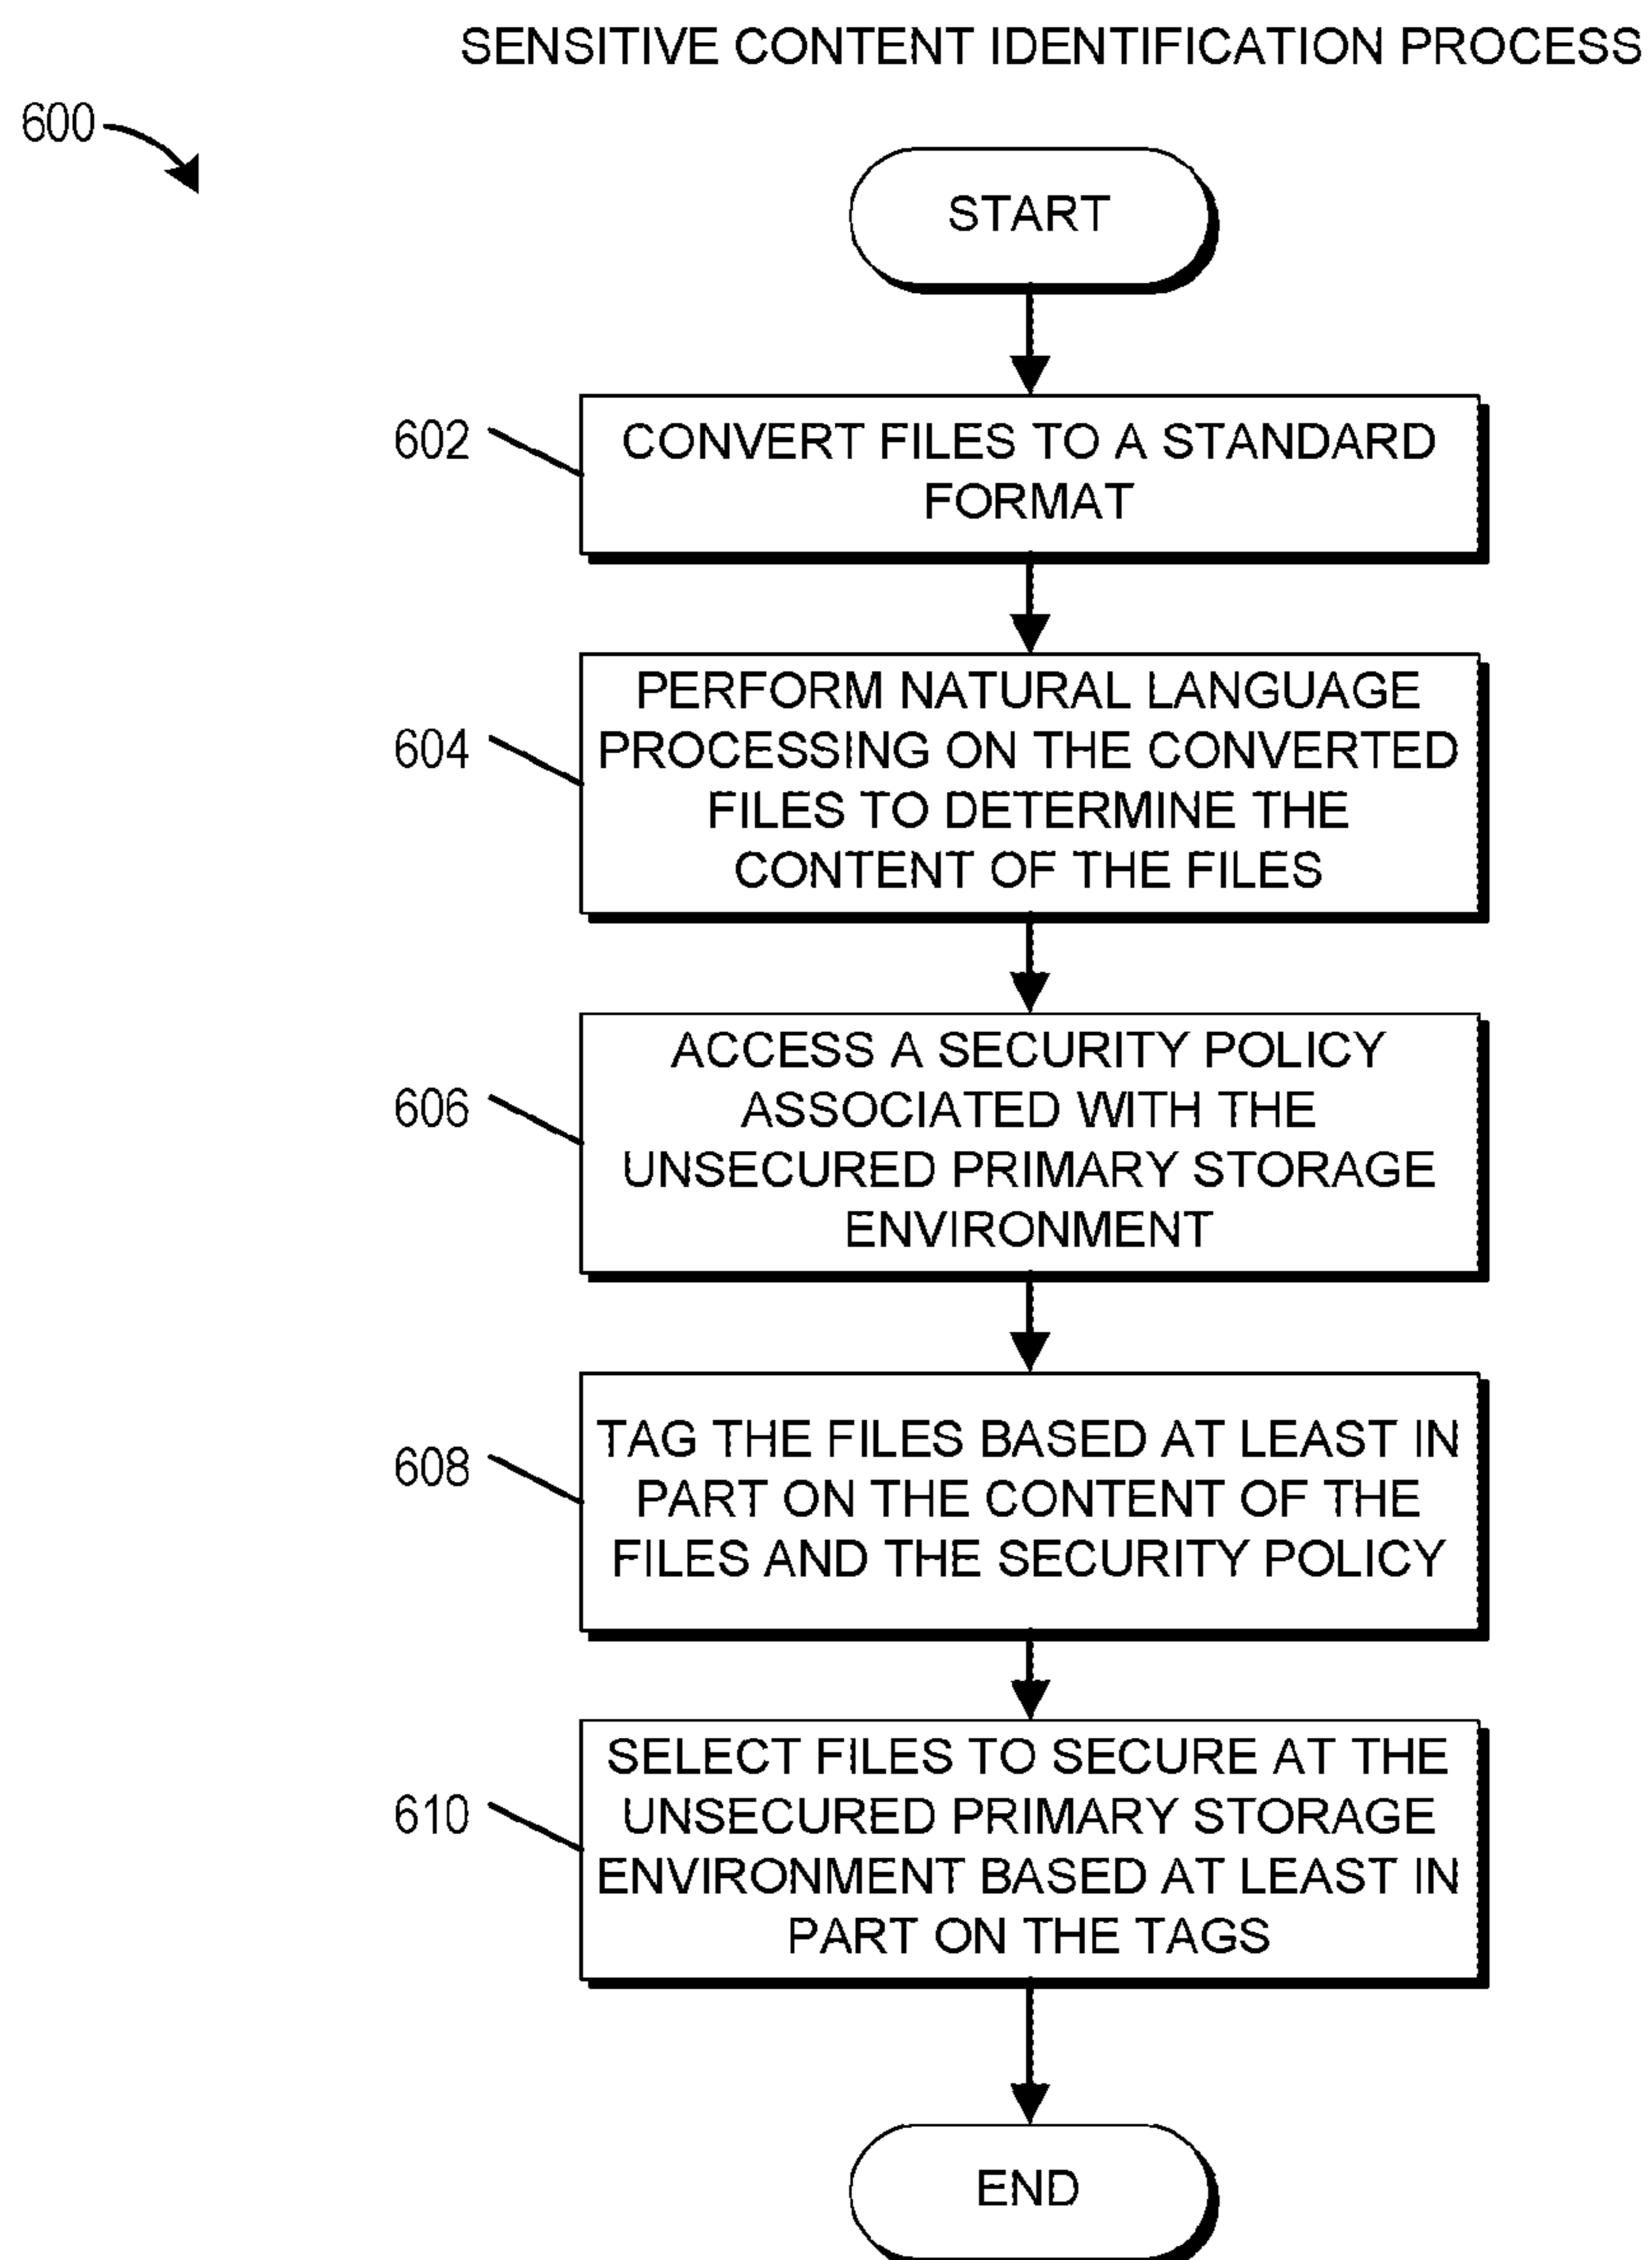 SENSITIVE CONTENT IDENTIFICATION PROCESS
600
START
602
CONVERT FILES TO A STANDARD
FORMAT
604
PERFORM NATURAL LANGUAGE
PROCESSING ON THE CONVERTED
FILES TO DETERMINE THE
CONTENT OF THE FILES
606
ACCESS A SECURITY POLICY
ASSOCIATED WITH THE
UNSECURED PRIMARY STORAGE
ENVIRONMENT
608
TAG THE FILES BASED AT LEAST IN
PART ON THE CONTENT OF THE
FILES AND THE SECURITY POLICY
610
SELECT FILES TO SECURE AT THE
UNSECURED PRIMARY STORAGE
ENVIRONMENT BASED AT LEAST IN
PART ON THE TAGS
END